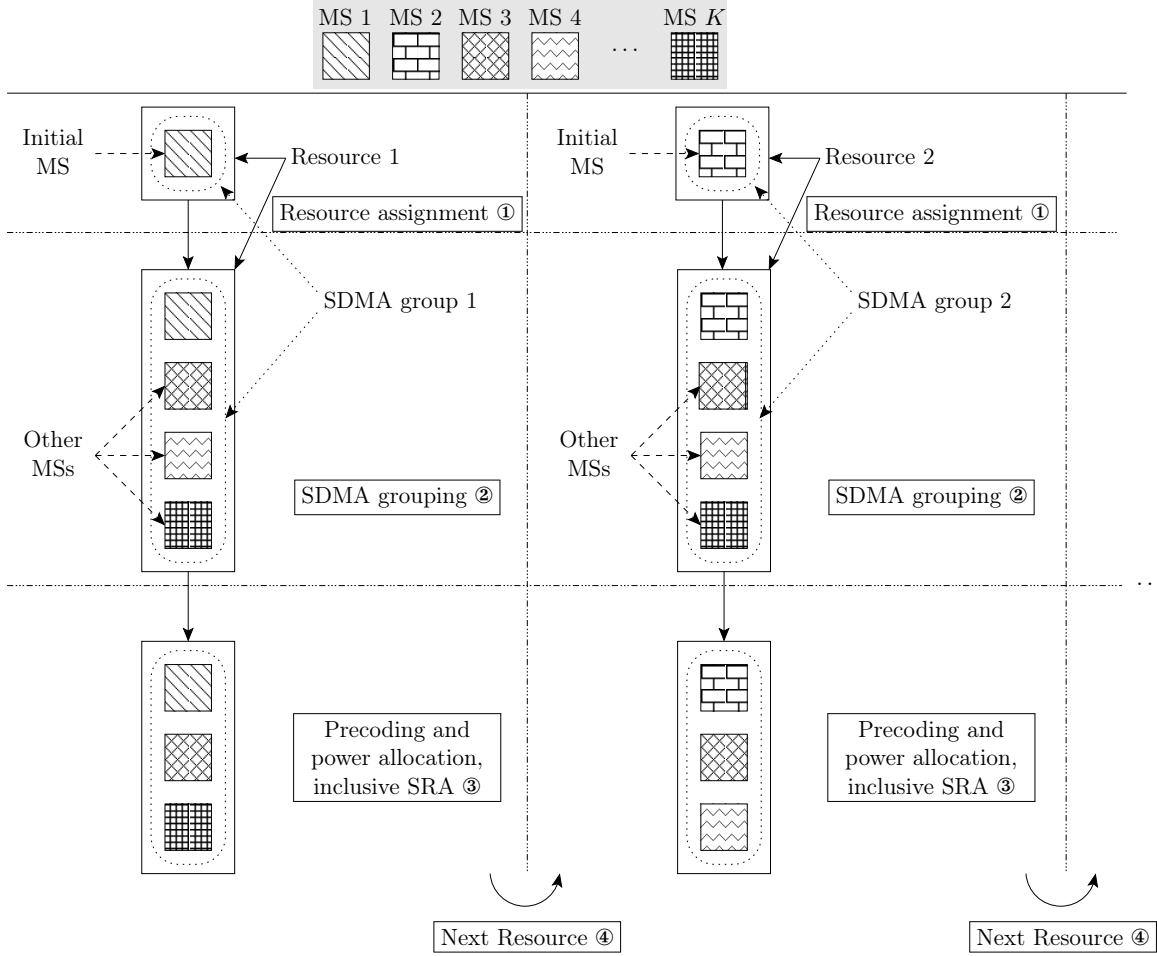 MS 1 MS 2 MS 3 MS 4 ... MS K
Initial
MS
Resource 1
Resource assignment ①
Initial
MS
Resource 2
Resource assignment ①
SDMA group 1
SDMA group 2
Other
MSs
SDMA grouping ②
Other
MSs
SDMA grouping ②
..
Precoding and
power allocation,
inclusive SRA ③
Precoding and
power allocation,
inclusive SRA ③
Next Resource ④
Next Resource ④